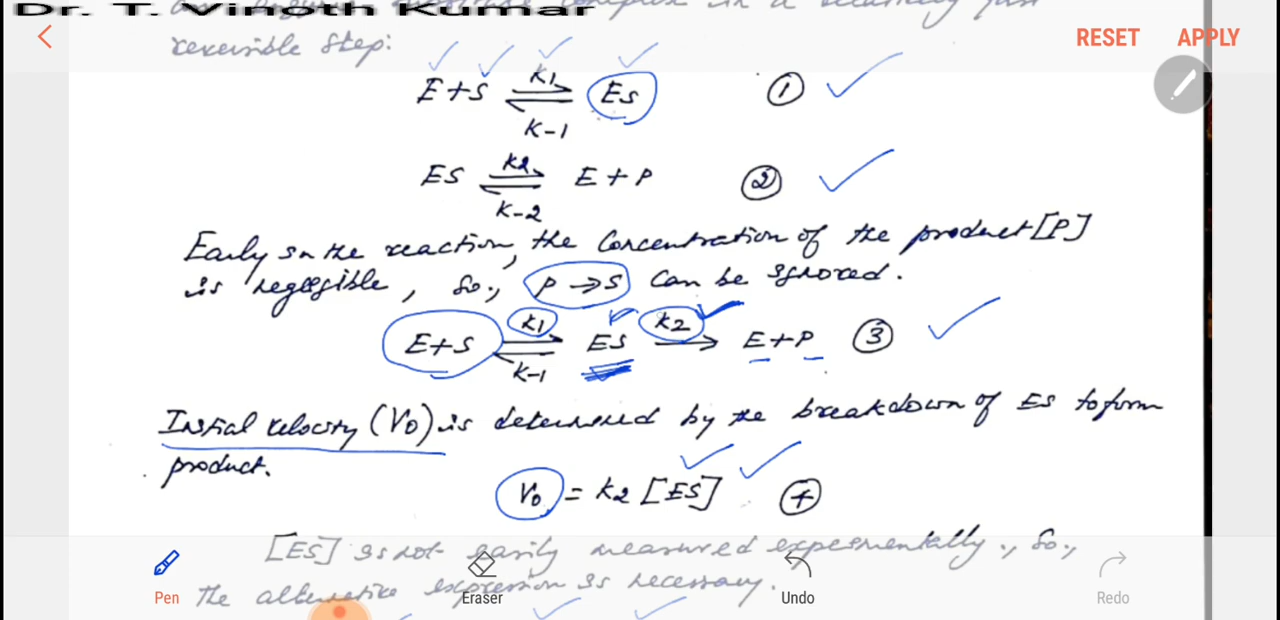 Dr. T. Vinoth Kumar
RESET APPLY
reversible step:
E+S ⇌ ES ①
K1
K-1
ES ⇌ E+P ②
K2
K-2
Early in the reaction, the concentration of the product [P]
is negligible, So., P → S can be ignored.
E+S ⇌ ES → E+P ③
K1 K2
K-1
Initial velocity (V0) is determined by the breakdown of ES to form
product.
V0 = K2 [ES] ④
[ES] is not easily measured experimentally., So.,
the alternative expression is necessary.
Pen Eraser Undo Redo